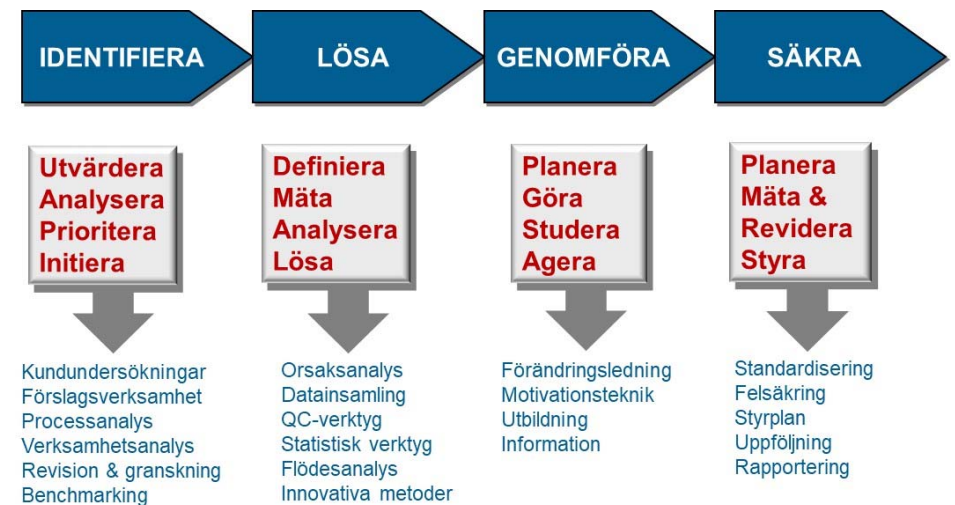 IDENTIFIERA
LÖSA
GENOMFÖRA
SÄKRA
Utvärdera
Analysera
Prioritera
Initiera
Definiera
Mäta
Analysera
Lösa
Planera
Göra
Studera
Agera
Planera
Mäta &
Revidera
Styra
Kundundersökningar
Förslagsverksamhet
Processanalys
Verksamhetsanalys
Revision & granskning
Benchmarking
Orsaksanalys
Datainsamling
QC-verktyg
Statistisk verktyg
Flödesanalys
Innovativa metoder
Förändringsledning
Motivationsteknik
Utbildning
Information
Standardisering
Felsäkring
Styrplan
Uppföljning
Rapportering